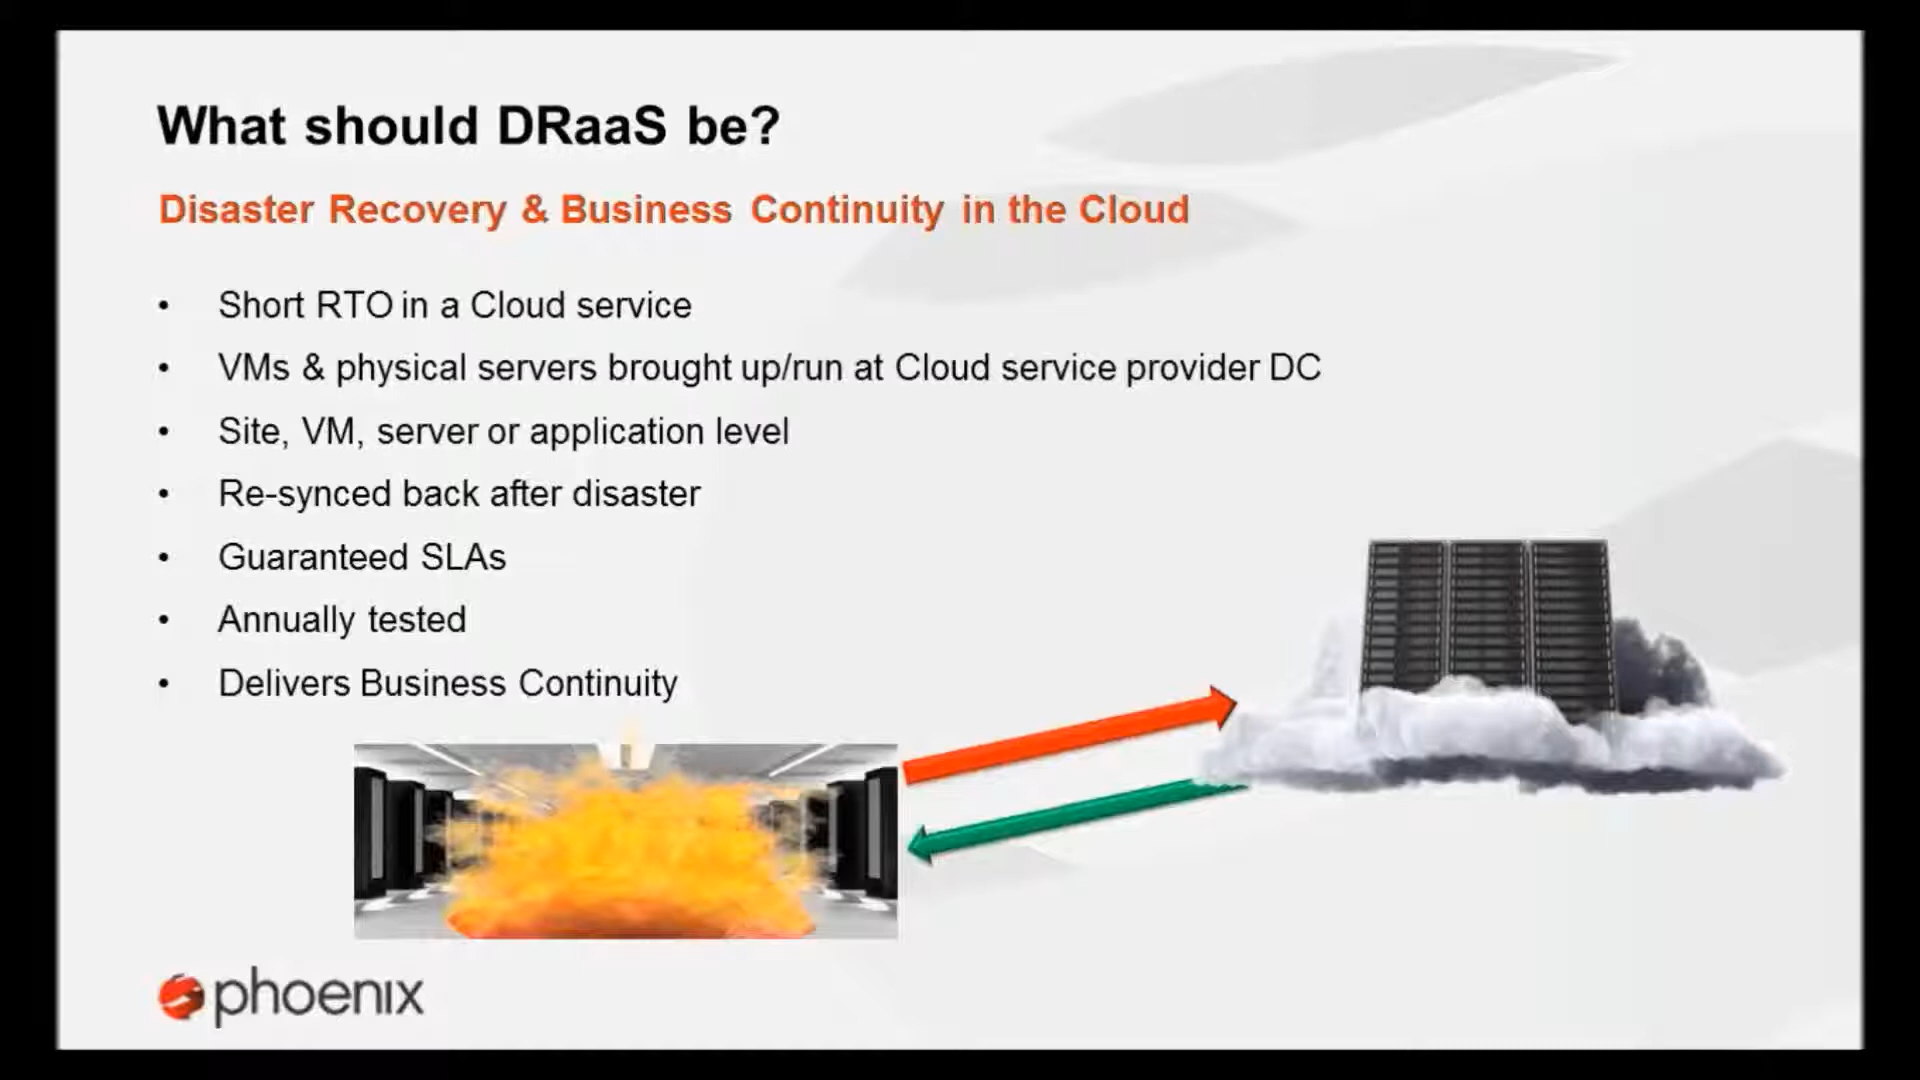 What should DRaaS be?
Disaster Recovery & Business Continuity in the Cloud
• Short RTO in a Cloud service
• VMs & physical servers brought up/run at Cloud service provider DC
• Site, VM, server or application level
• Re-synced back after disaster
• Guaranteed SLAs
• Annually tested
• Delivers Business Continuity
phoenix